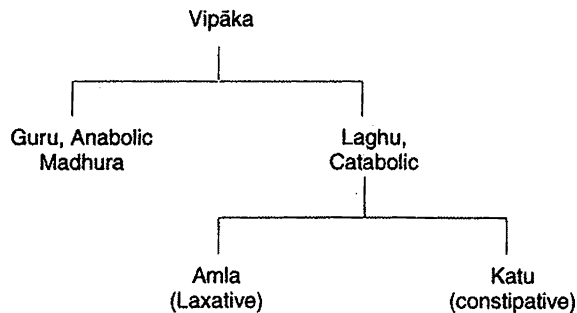 Vipāka
Guru, Anabolic
Madhura
Laghu,
Catabolic
Amla
(Laxative)
Katu
(constipative)